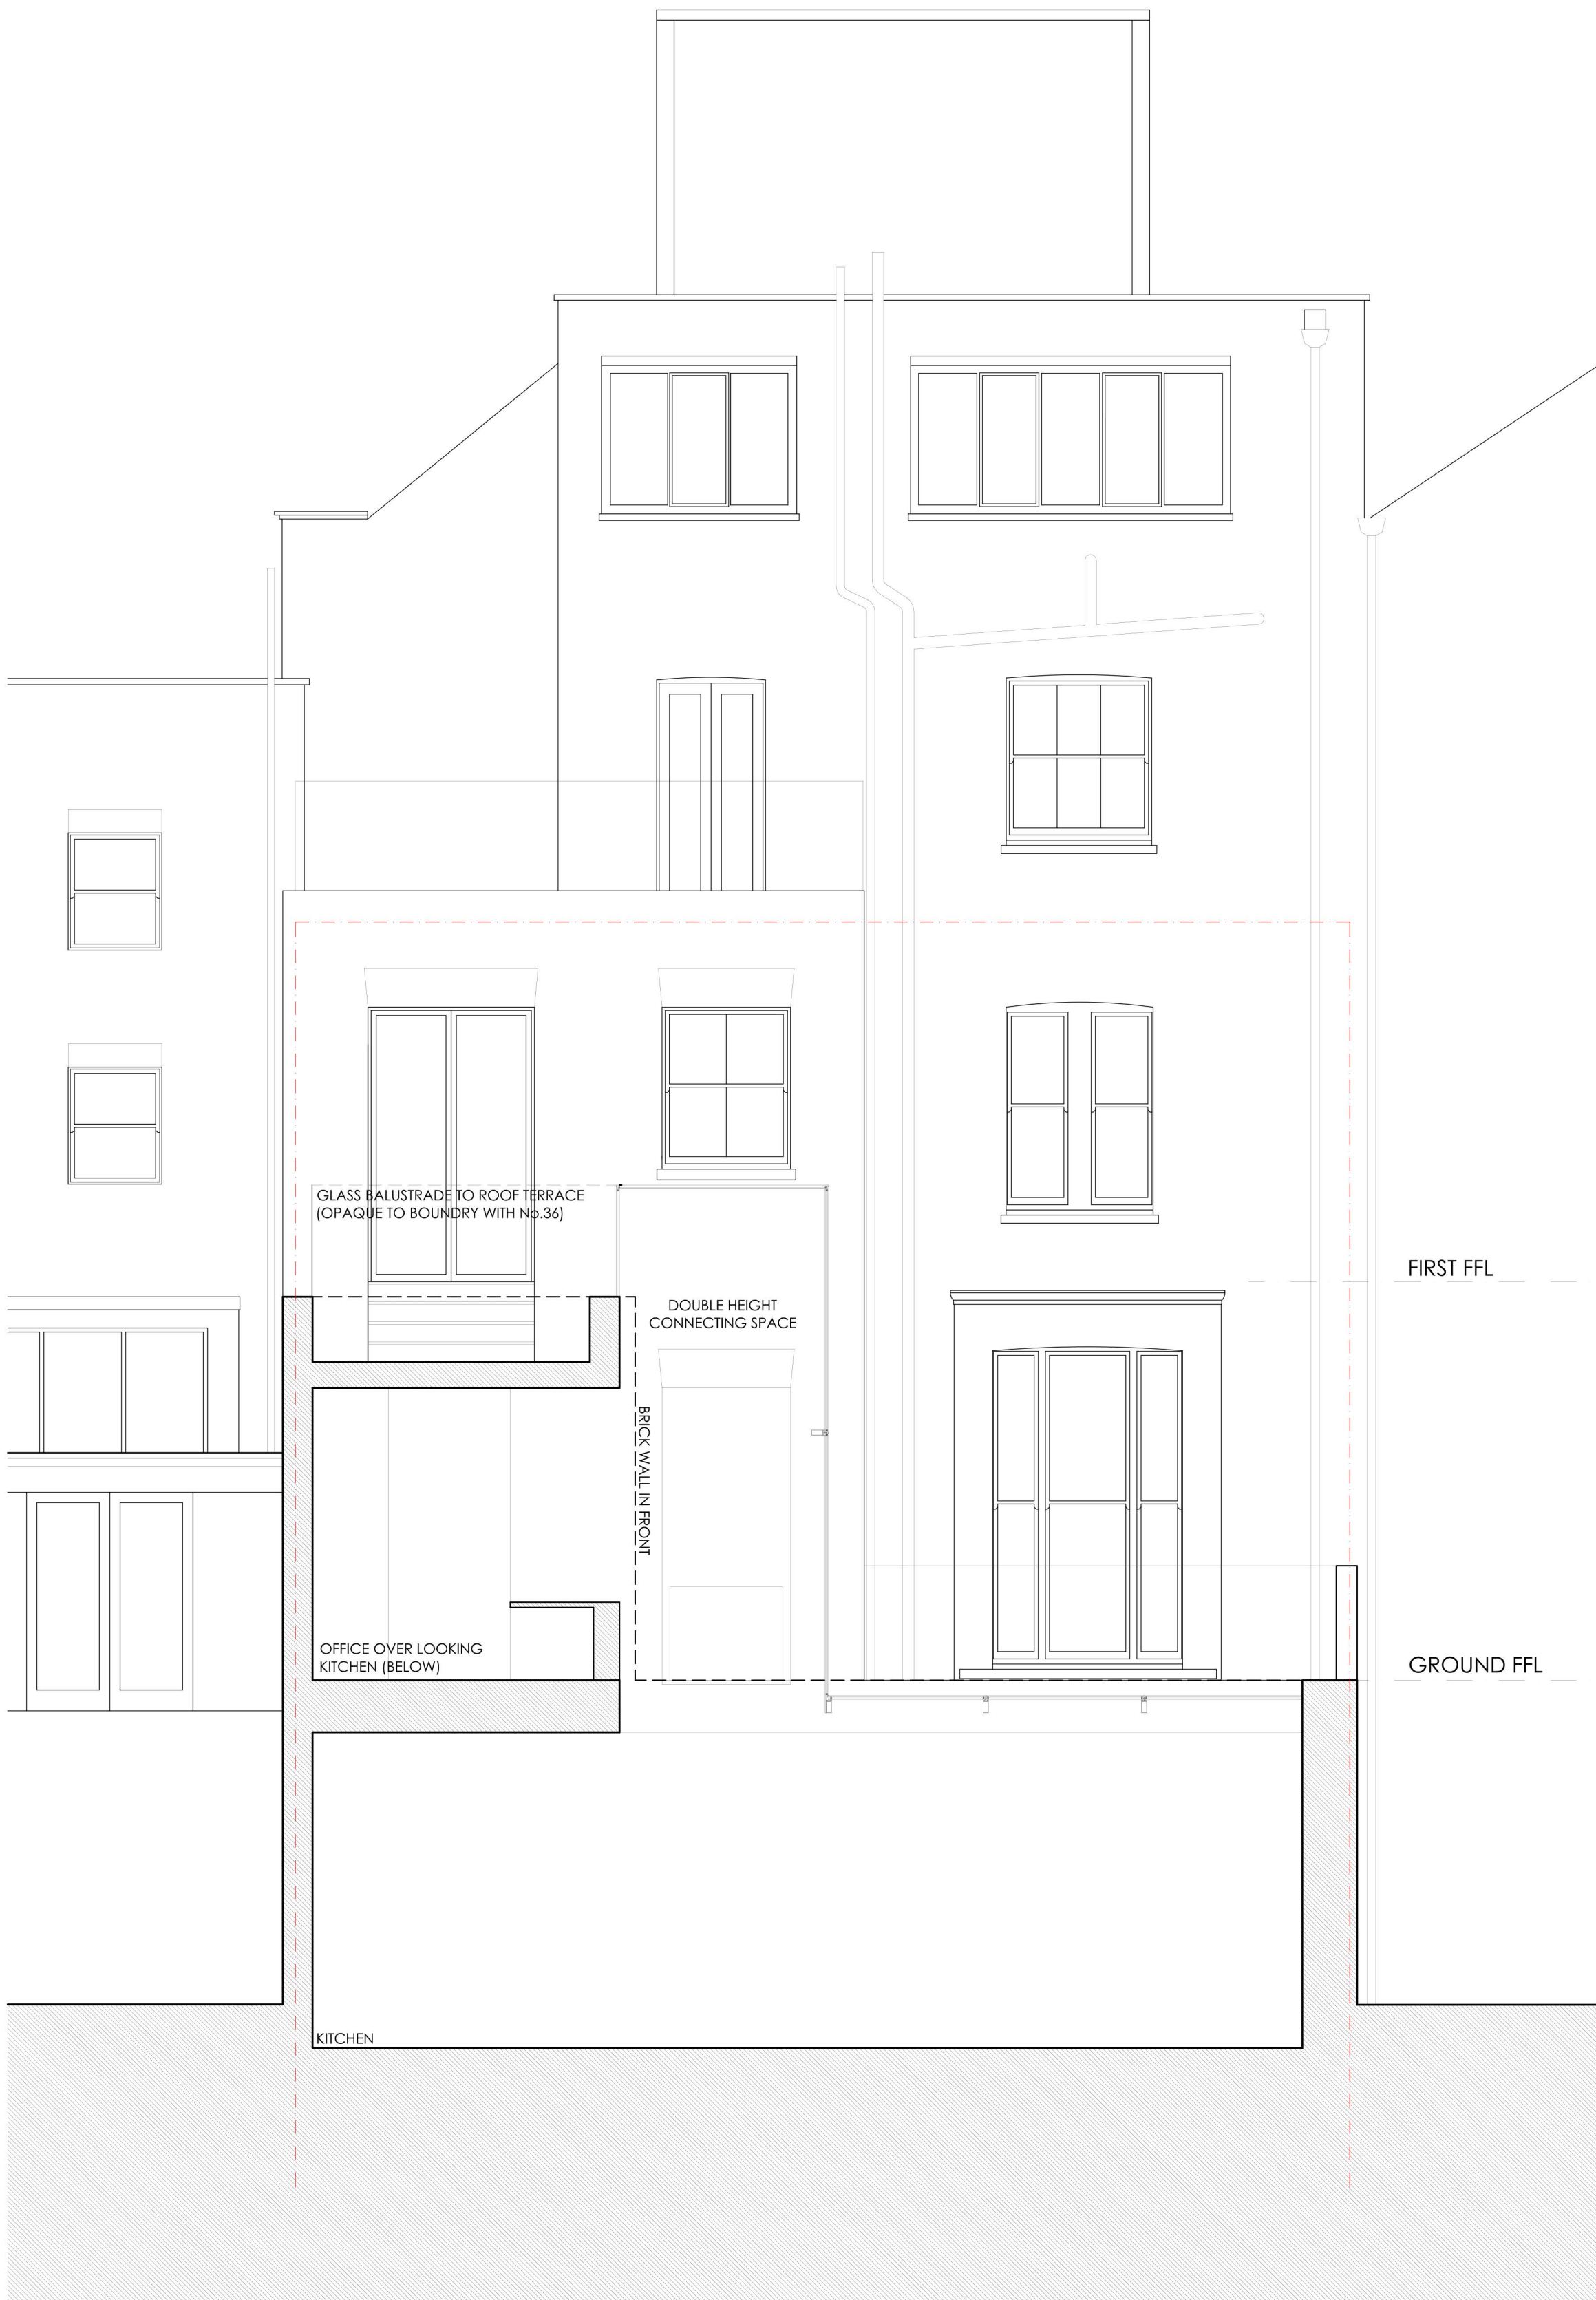 GLASS BALUSTRADE TO ROOF TERRACE
(OPAQUE TO BOUNDRY WITH No.36)
FIRST FFL
DOUBLE HEIGHT
CONNECTING SPACE
BRICK WALL IN FRONT
OFFICE OVER LOOKING
KITCHEN (BELOW)
GROUND FFL
KITCHEN